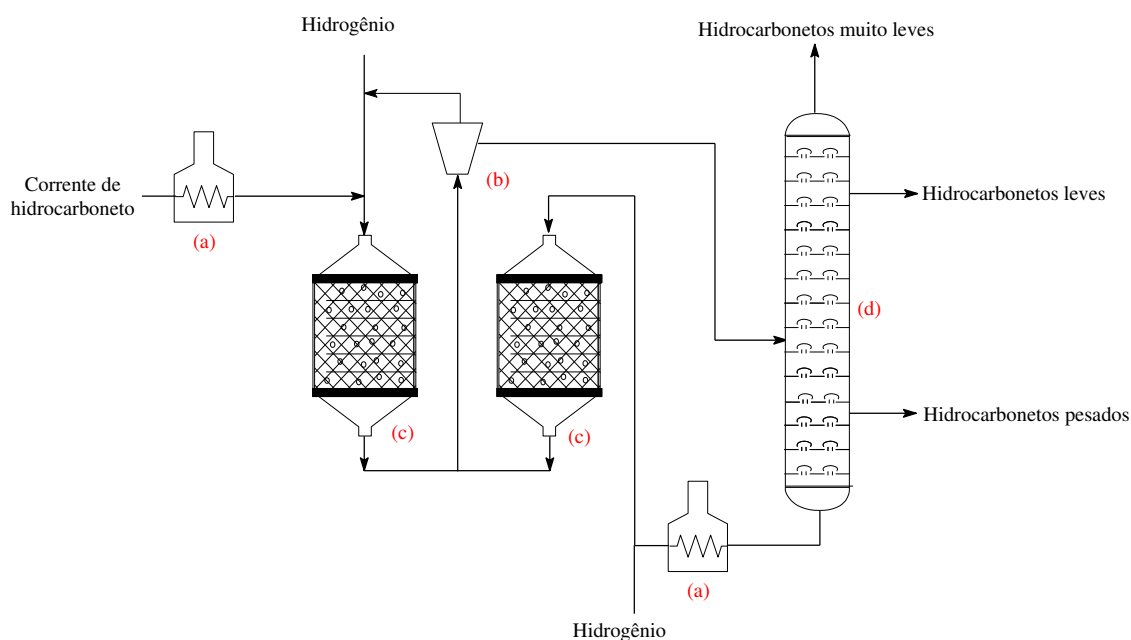 Hidrogênio
Hidrocarbonetos muito leves
Corrente de
hidrocarboneto
(a)
(b)
Hidrocarbonetos leves
(d)
(c)
(c)
Hidrocarbonetos pesados
(a)
Hidrogênio